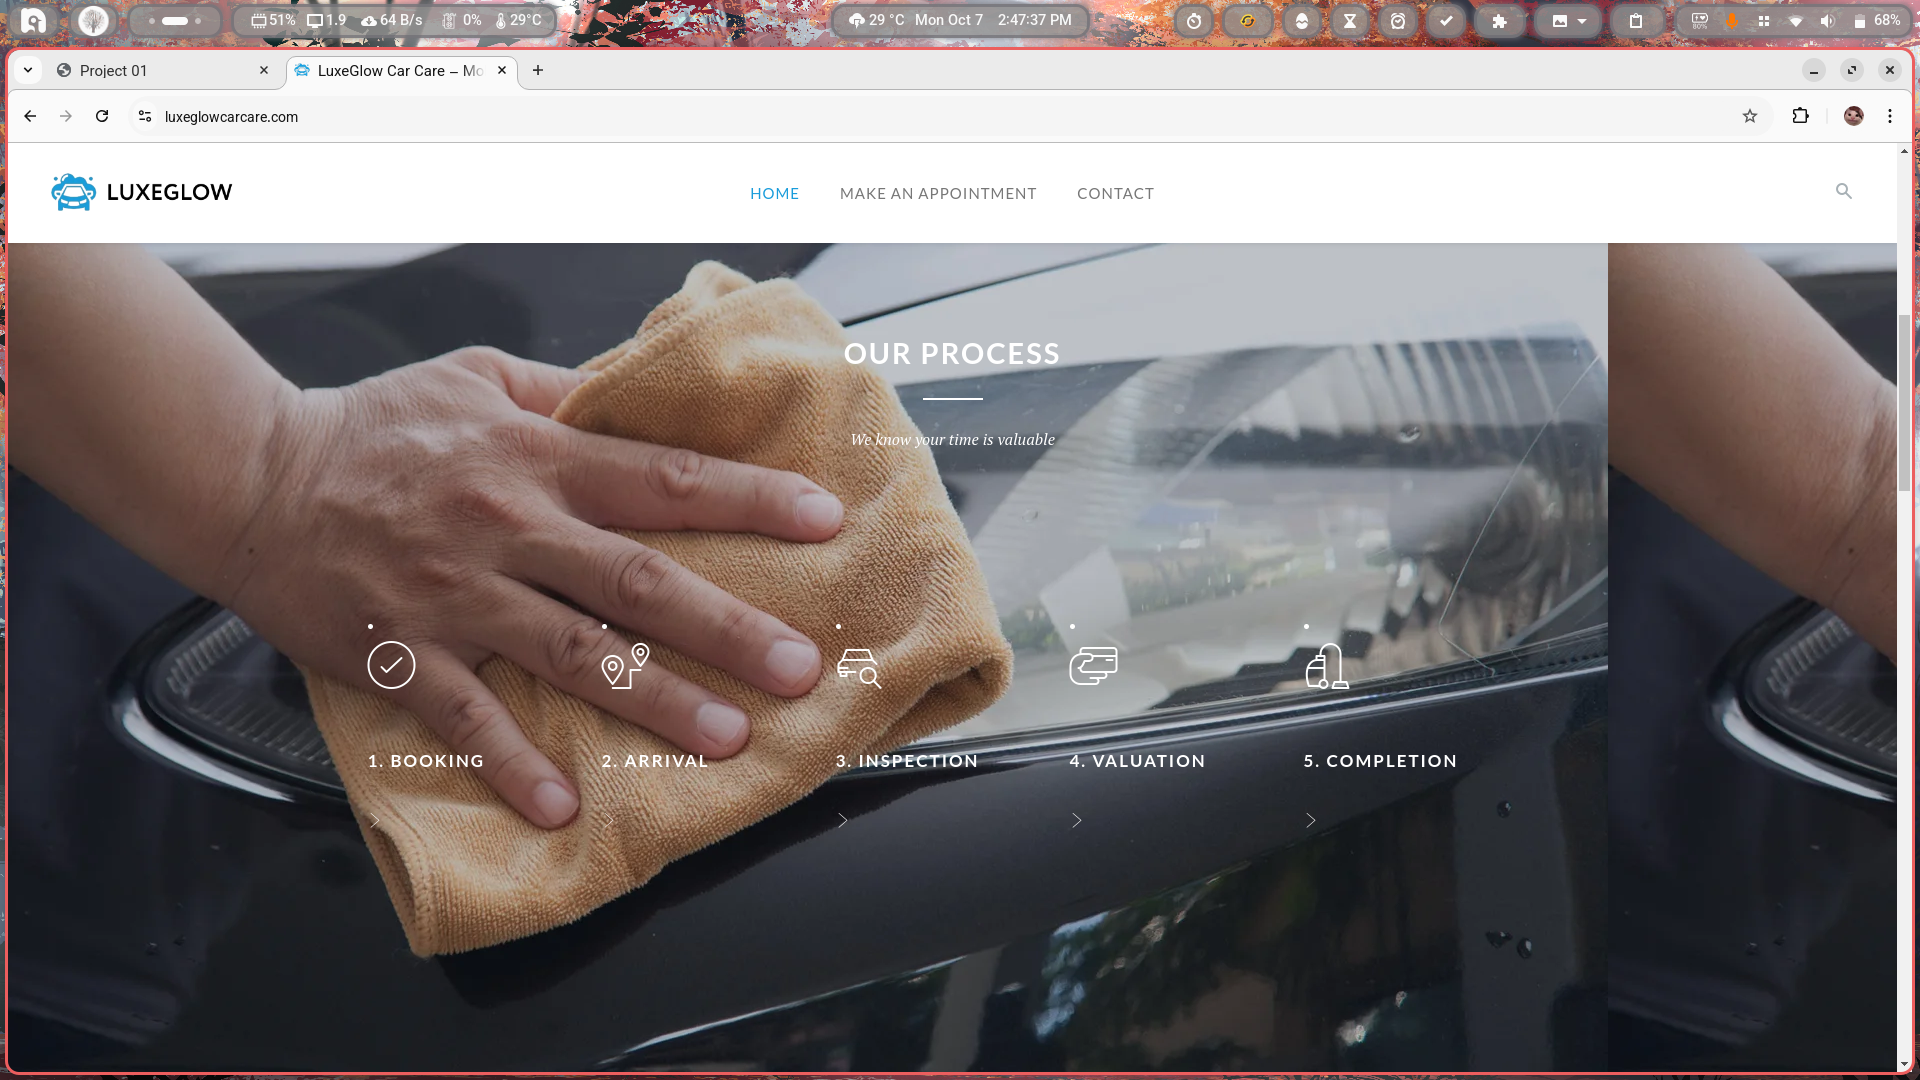 51% 1.9 64 B/s 0% 29°C 29 °C Mon Oct 7 2:47:37 PM 80% 68%
Project 01 LuxeGlow Car Care – Mo
luxeglowcarcare.com
LUXEGLOW HOME MAKE AN APPOINTMENT CONTACT
OUR PROCESS
We know your time is valuable
1. BOOKING 2. ARRIVAL 3. INSPECTION 4. VALUATION 5. COMPLETION